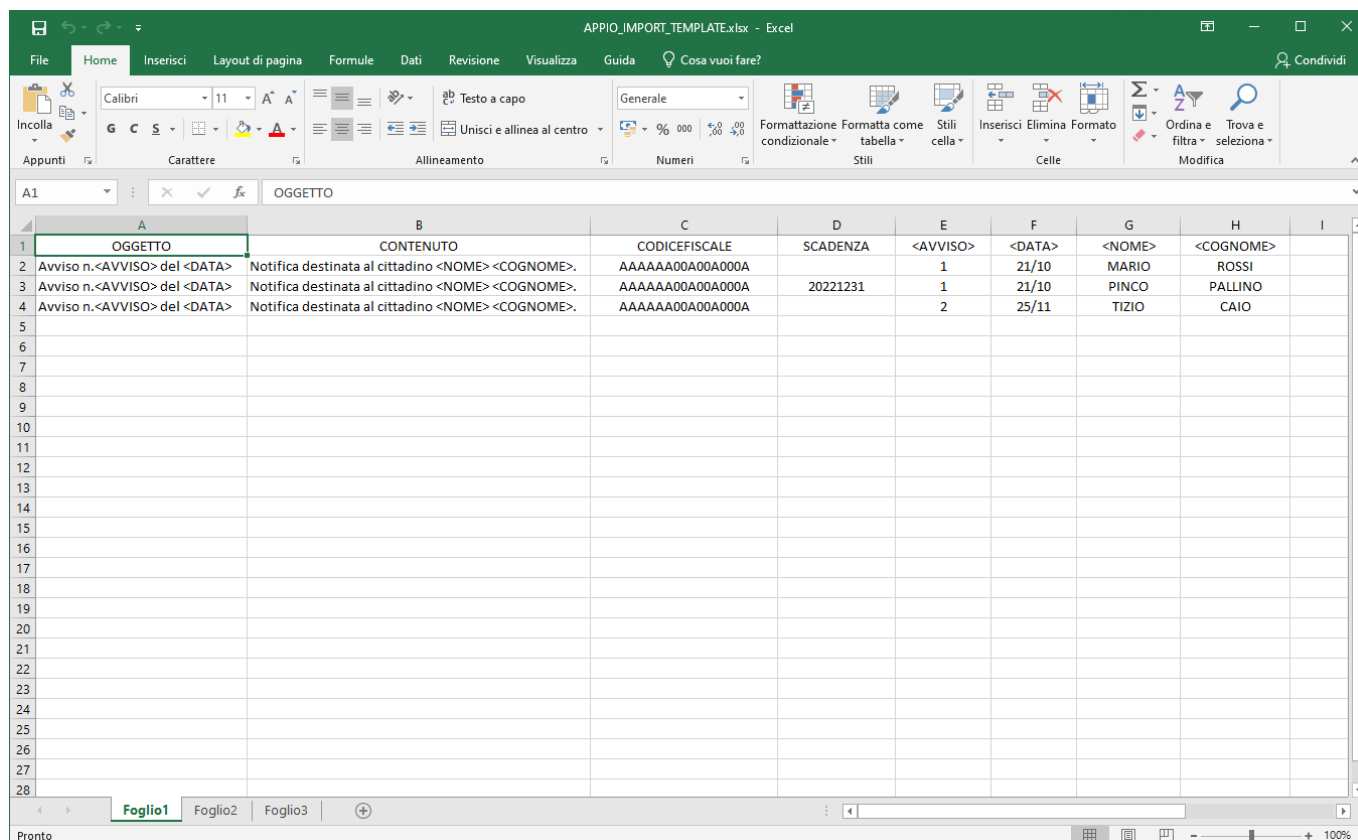 APPIO_IMPORT_TEMPLATE.xlsx - Excel
File Home Inserisci Layout di pagina Formule Dati Revisione Visualizza Guida Cosa vuoi fare? Condividi
Incolla
Calibri 11 A A
Testo a capo
Generale
G C S A
Unisci e allinea al centro
% 000
Formattazione condizionale
Formatta come tabella
Stili cella
Inserisci Elimina Formato
Ordina e filtra
Trova e seleziona
Appunti Carattere Allineamento Numeri Stili Celle Modifica
A1 fx OGGETTO
A B C D E F G H I
1 OGGETTO CONTENUTO CODICEFISCALE SCADENZA <AVVISO> <DATA> <NOME> <COGNOME>
2 Avviso n.<AVVISO> del <DATA> Notifica destinata al cittadino <NOME> <COGNOME>. AAAAAA00A00A000A 1 21/10 MARIO ROSSI
3 Avviso n.<AVVISO> del <DATA> Notifica destinata al cittadino <NOME> <COGNOME>. AAAAAA00A00A000A 20221231 1 21/10 PINCO PALLINO
4 Avviso n.<AVVISO> del <DATA> Notifica destinata al cittadino <NOME> <COGNOME>. AAAAAA00A00A000A 2 25/11 TIZIO CAIO
5
6
7
8
9
10
11
12
13
14
15
16
17
18
19
20
21
22
23
24
25
26
27
28
Foglio1 Foglio2 Foglio3
Pronto 100%